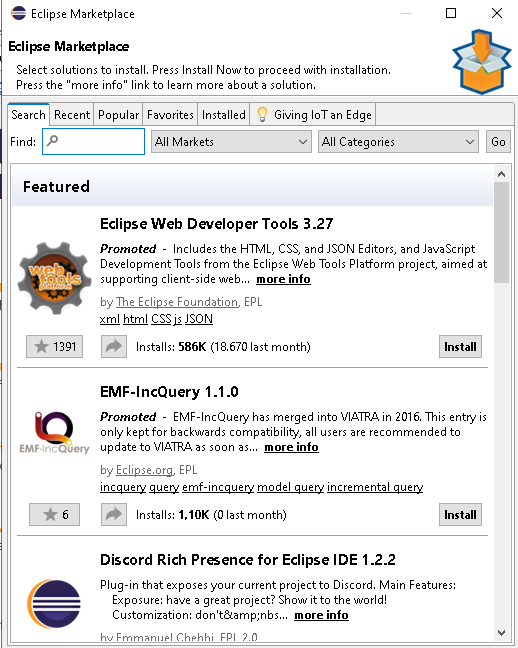 Eclipse Marketplace
Eclipse Marketplace
Select solutions to install. Press Install Now to proceed with installation.
Press the "more info" link to learn more about a solution.
Search Recent Popular Favorites Installed Giving IoT an Edge
Find: All Markets All Categories Go
Featured
Eclipse Web Developer Tools 3.27
Promoted - Includes the HTML, CSS, and JSON Editors, and JavaScript
Development Tools from the Eclipse Web Tools Platform project, aimed at
supporting client-side web... more info
web
tools
platform
by The Eclipse Foundation, EPL
xml html CSS js JSON
1391 Installs: 586K (18.670 last month) Install
EMF-IncQuery 1.1.0
Promoted - EMF-IncQuery has merged into VIATRA in 2016. This entry is
only kept for backwards compatibility, all users are recommended to
update to VIATRA as soon as... more info
EMF-IncQuery
by Eclipse.org, EPL
incquery query emf-incquery model query incremental query
6 Installs: 1,10K (0 last month) Install
Discord Rich Presence for Eclipse IDE 1.2.2
Plug-in that exposes your current project to Discord. Main Features:
Exposure: have a great project? Show it to the world!
Customization: don't&amp;nbs... more info
by Emmanuel Chebbi, EPL 2.0